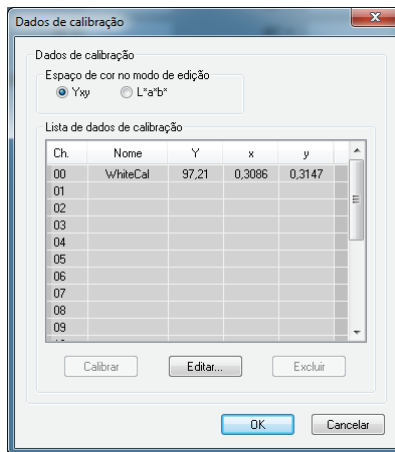 Dados de calibração
Dados de calibração
Espaço de cor no modo de edição
Yxy L*a*b*
Lista de dados de calibração
Ch. Nome Y x y
00 WhiteCal 97,21 0,3086 0,3147
01
02
03
04
05
06
07
08
09
Calibrar Editar... Excluir
OK Cancelar